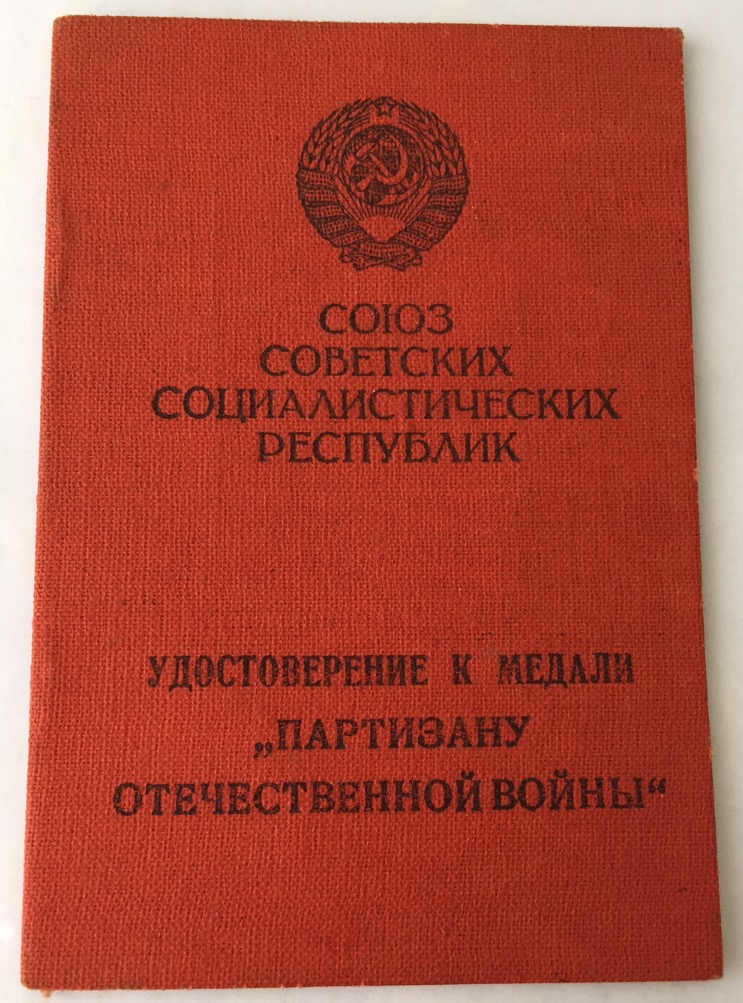 СОЮЗ
СОВЕТСКИХ
СОЦИАЛИСТИЧЕСКИХ
РЕСПУБЛИК
УДОСТОВЕРЕНИЕ К МЕДАЛИ
„ПАРТИЗАНУ
ОТЕЧЕСТВЕННОЙ ВОЙНЫ“